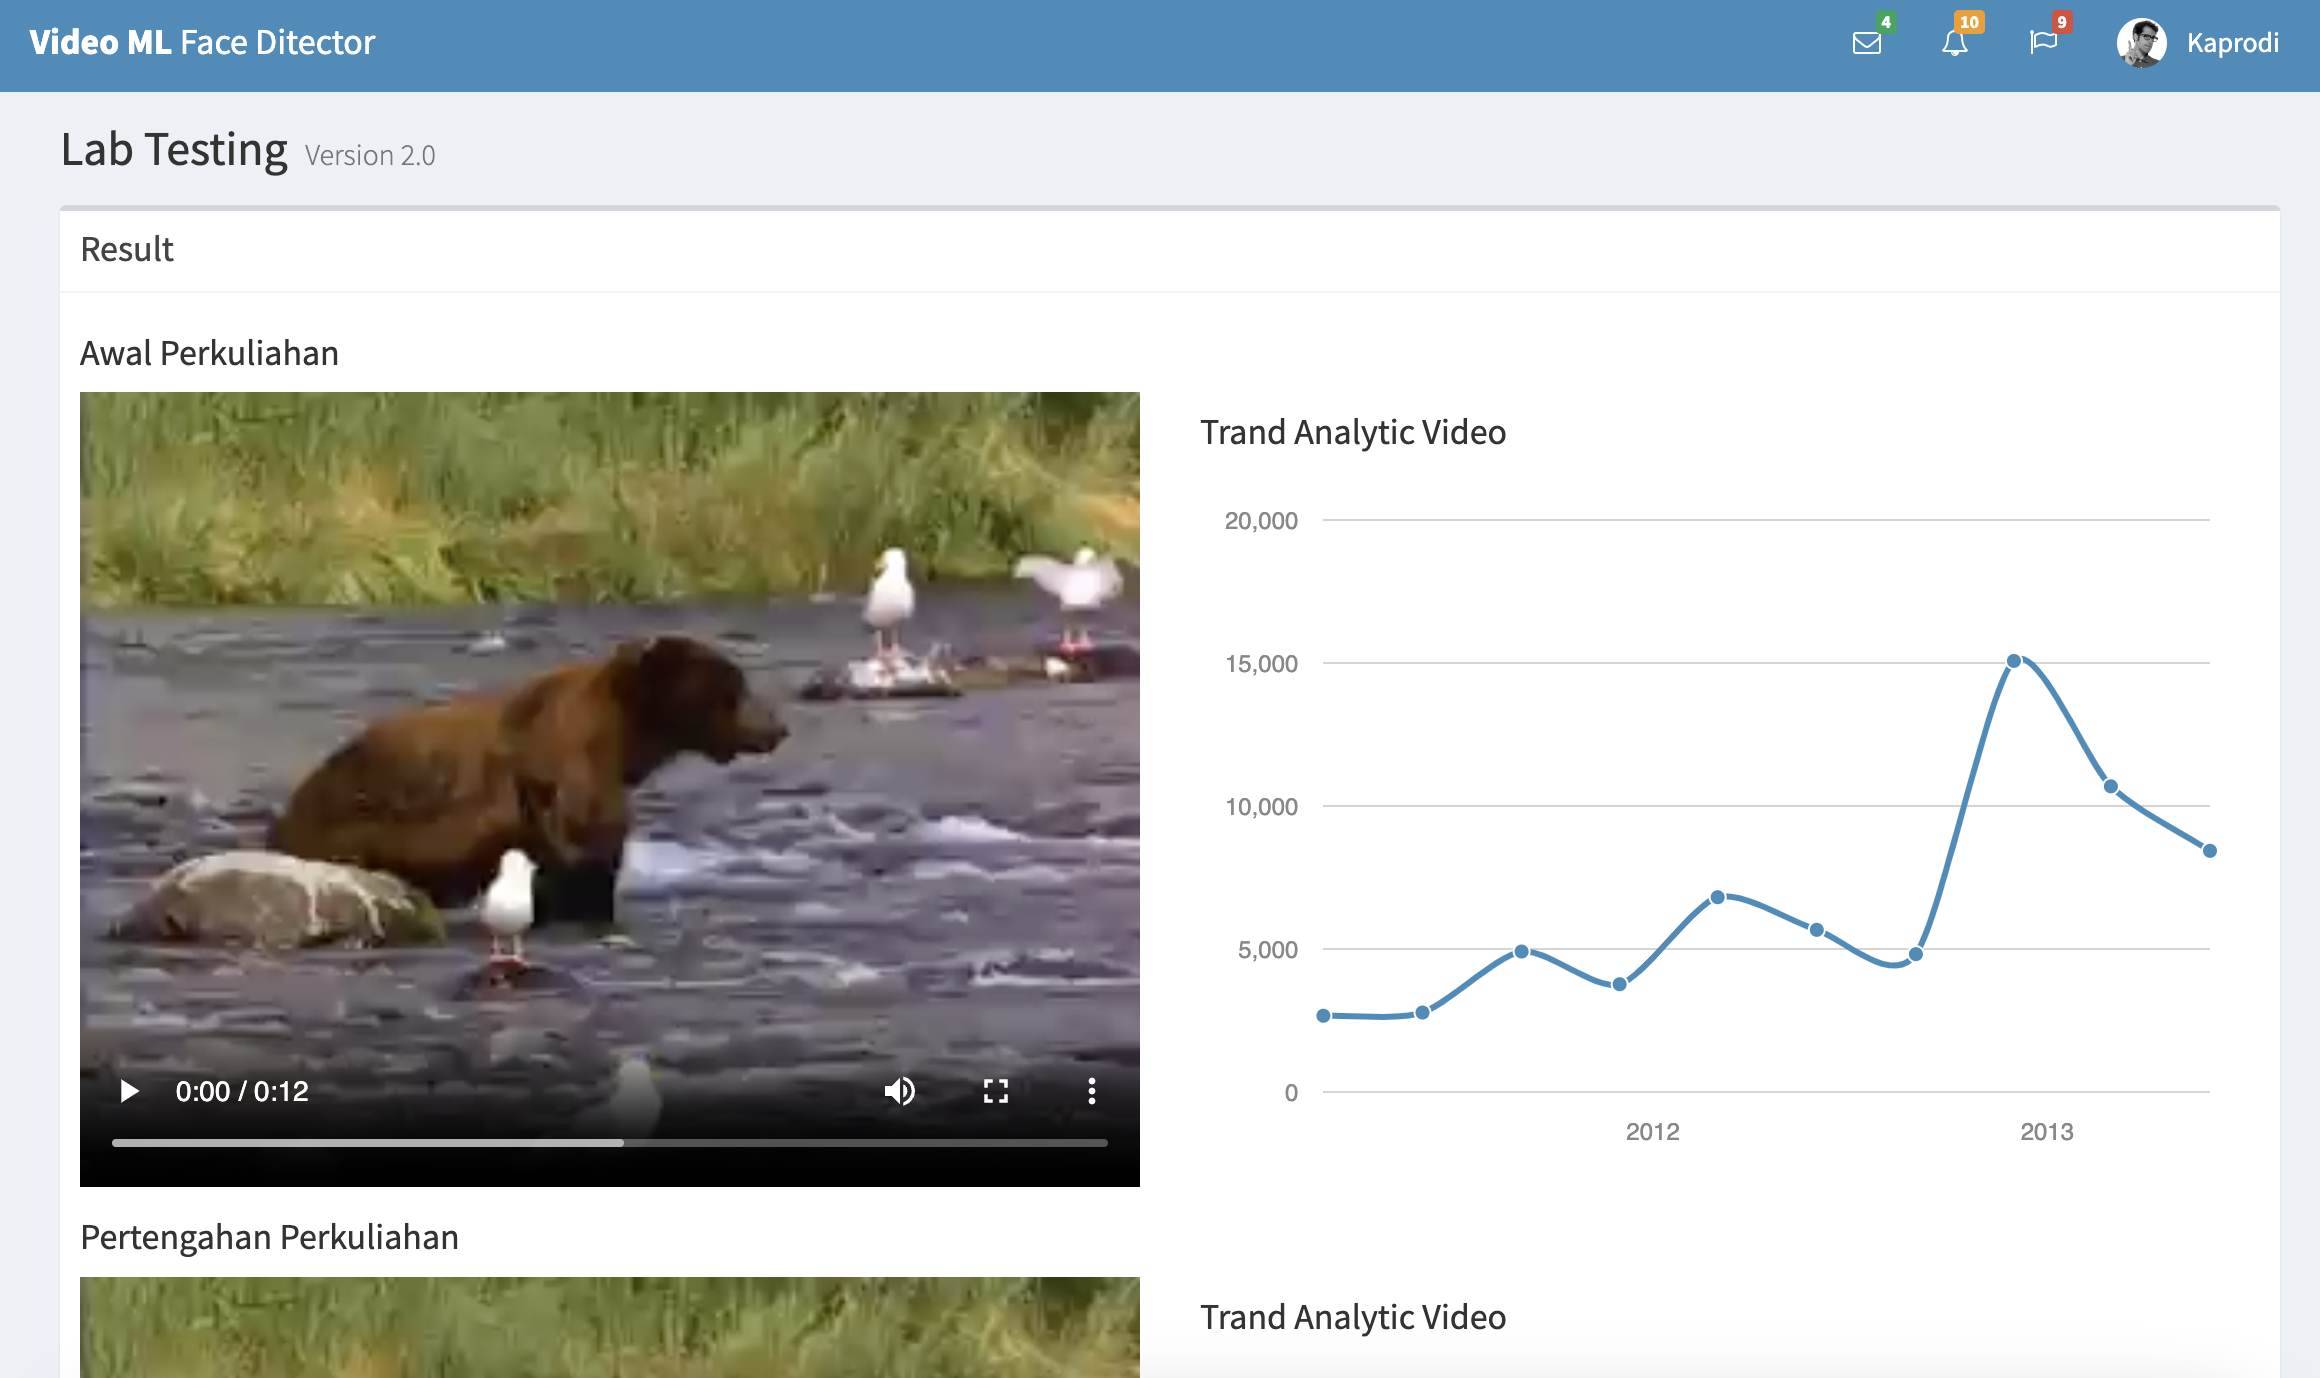 Video ML Face Ditector
4
10
9
Kaprodi
Lab Testing Version 2.0
Result
Awal Perkuliahan
Trand Analytic Video
20,000
15,000
10,000
5,000
0
2012
2013
0:00 / 0:12
Pertengahan Perkuliahan
Trand Analytic Video